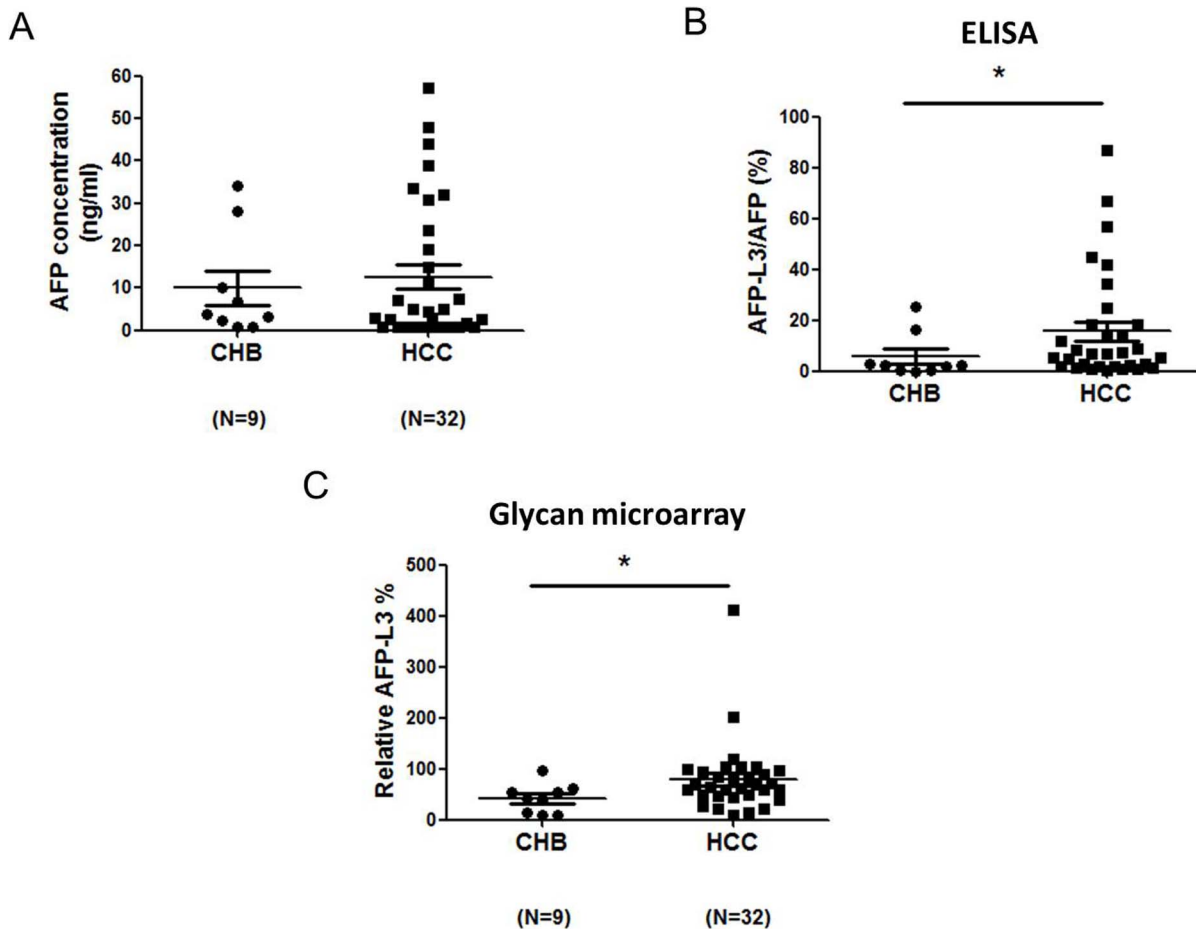 A
AFP concentration
(ng/ml)
60
50
40
30
20
10
0
CHB
HCC
(N=9)
(N=32)
B
ELISA
*
AFP-L3/AFP (%)
100
80
60
40
20
0
CHB
HCC
C
Glycan microarray
*
Relative AFP-L3 %
500
400
300
200
100
0
CHB
HCC
(N=9)
(N=32)